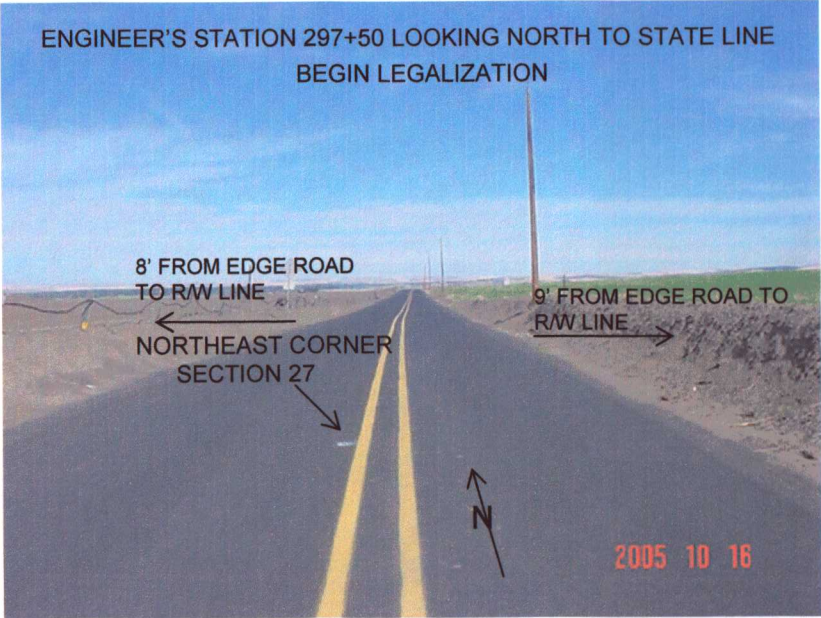 ENGINEER'S STATION 297+50 LOOKING NORTH TO STATE LINE
BEGIN LEGALIZATION
8' FROM EDGE ROAD
TO R/W LINE
9' FROM EDGE ROAD TO
R/W LINE
NORTHEAST CORNER
SECTION 27
N
2005 10 16